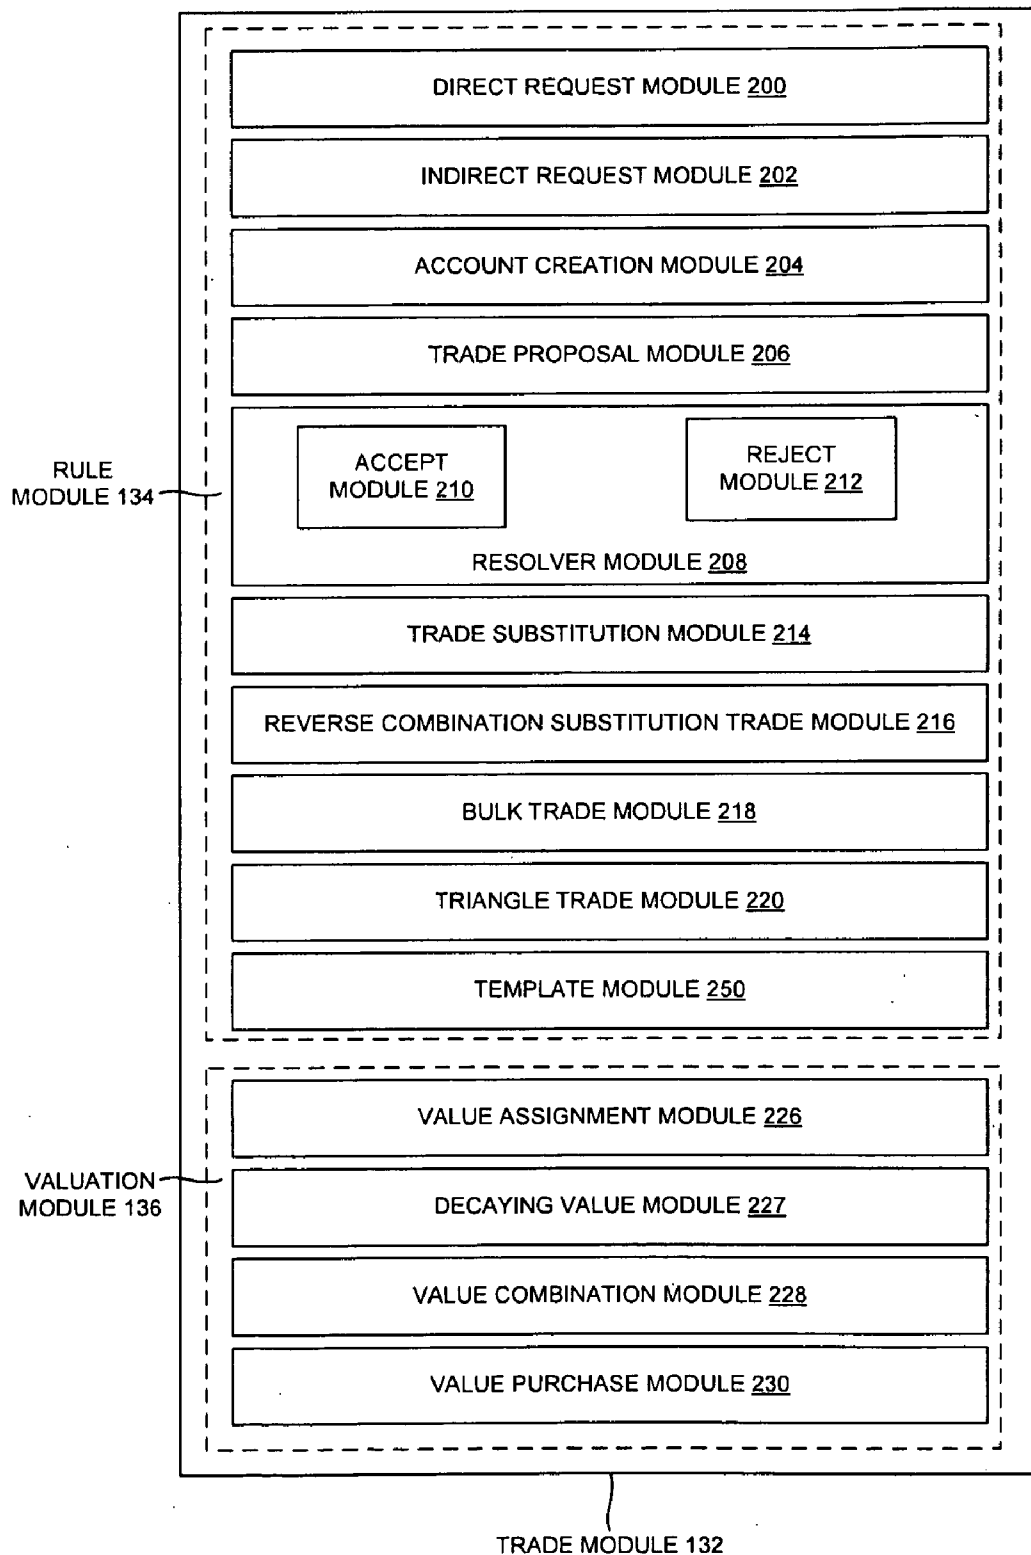 DIRECT REQUEST MODULE 200
INDIRECT REQUEST MODULE 202
ACCOUNT CREATION MODULE 204
TRADE PROPOSAL MODULE 206
RULE
MODULE 134
ACCEPT
MODULE 210
REJECT
MODULE 212
RESOLVER MODULE 208
TRADE SUBSTITUTION MODULE 214
REVERSE COMBINATION SUBSTITUTION TRADE MODULE 216
BULK TRADE MODULE 218
TRIANGLE TRADE MODULE 220
TEMPLATE MODULE 250
VALUATION
MODULE 136
VALUE ASSIGNMENT MODULE 226
DECAYING VALUE MODULE 227
VALUE COMBINATION MODULE 228
VALUE PURCHASE MODULE 230
TRADE MODULE 132